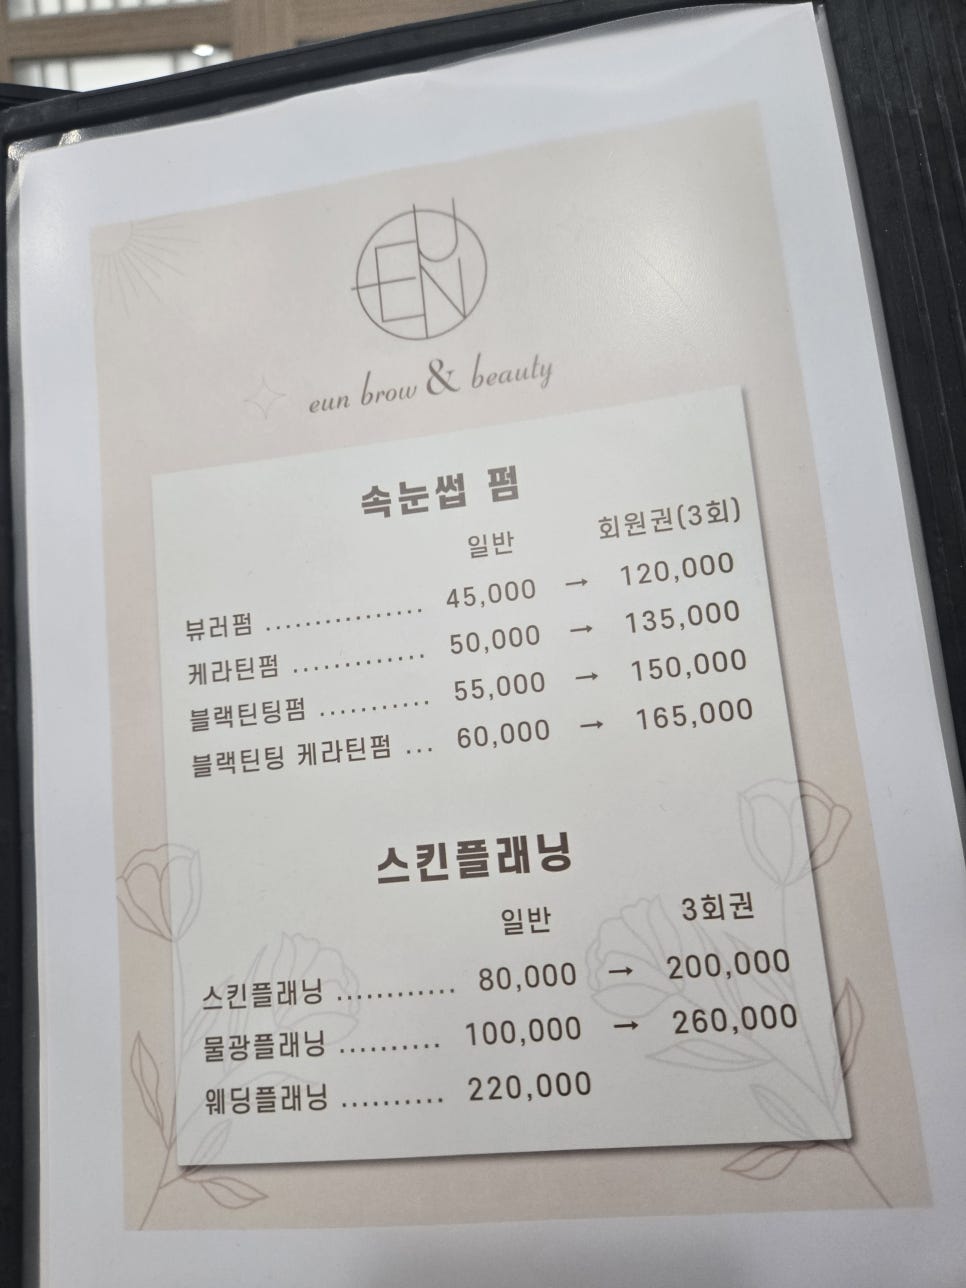 EUN
eun brow & beauty
속눈썹 펌
일반 회원권(3회)
뷰러펌 ................ 45,000 → 120,000
케라틴펌 .............. 50,000 → 135,000
블랙틴팅펌 ........... 55,000 → 150,000
블랙틴팅 케라틴펌 ... 60,000 → 165,000
스킨플래닝
일반 3회권
스킨플래닝 ............ 80,000 → 200,000
물광플래닝 .......... 100,000 → 260,000
웨딩플래닝 .......... 220,000